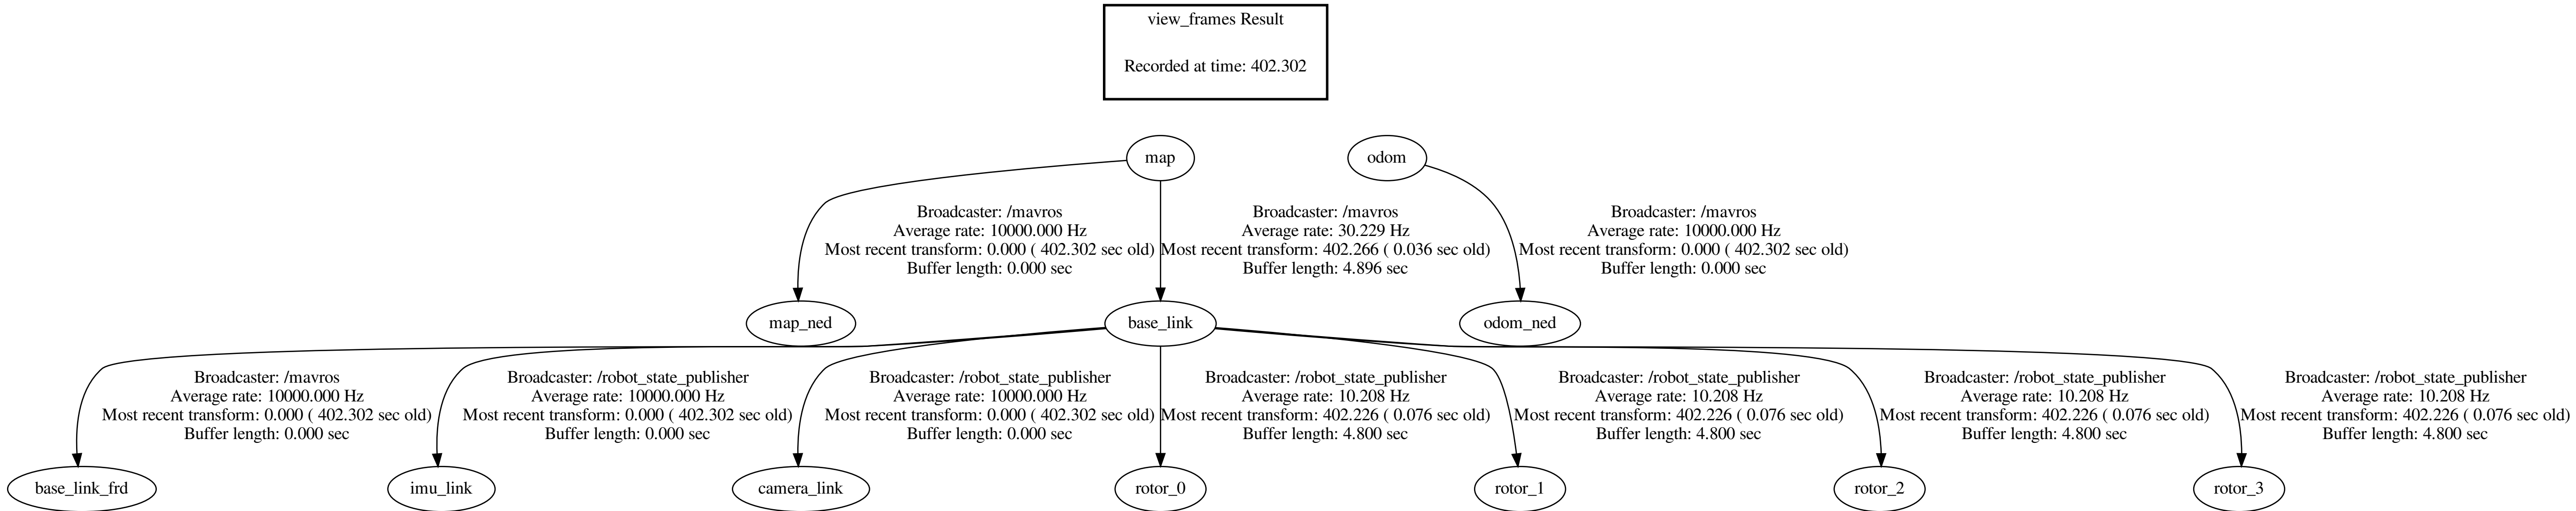 view_frames Result
Recorded at time: 402.302
map
odom
Broadcaster: /mavros
Average rate: 10000.000 Hz
Most recent transform: 0.000 ( 402.302 sec old)
Buffer length: 0.000 sec
Broadcaster: /mavros
Average rate: 30.229 Hz
Most recent transform: 402.266 ( 0.036 sec old)
Buffer length: 4.896 sec
Broadcaster: /mavros
Average rate: 10000.000 Hz
Most recent transform: 0.000 ( 402.302 sec old)
Buffer length: 0.000 sec
map_ned
base_link
odom_ned
Broadcaster: /mavros
Average rate: 10000.000 Hz
Most recent transform: 0.000 ( 402.302 sec old)
Buffer length: 0.000 sec
Broadcaster: /robot_state_publisher
Average rate: 10000.000 Hz
Most recent transform: 0.000 ( 402.302 sec old)
Buffer length: 0.000 sec
Broadcaster: /robot_state_publisher
Average rate: 10000.000 Hz
Most recent transform: 0.000 ( 402.302 sec old)
Buffer length: 0.000 sec
Broadcaster: /robot_state_publisher
Average rate: 10.208 Hz
Most recent transform: 402.226 ( 0.076 sec old)
Buffer length: 4.800 sec
Broadcaster: /robot_state_publisher
Average rate: 10.208 Hz
Most recent transform: 402.226 ( 0.076 sec old)
Buffer length: 4.800 sec
Broadcaster: /robot_state_publisher
Average rate: 10.208 Hz
Most recent transform: 402.226 ( 0.076 sec old)
Buffer length: 4.800 sec
Broadcaster: /robot_state_publisher
Average rate: 10.208 Hz
Most recent transform: 402.226 ( 0.076 sec old)
Buffer length: 4.800 sec
base_link_frd
imu_link
camera_link
rotor_0
rotor_1
rotor_2
rotor_3